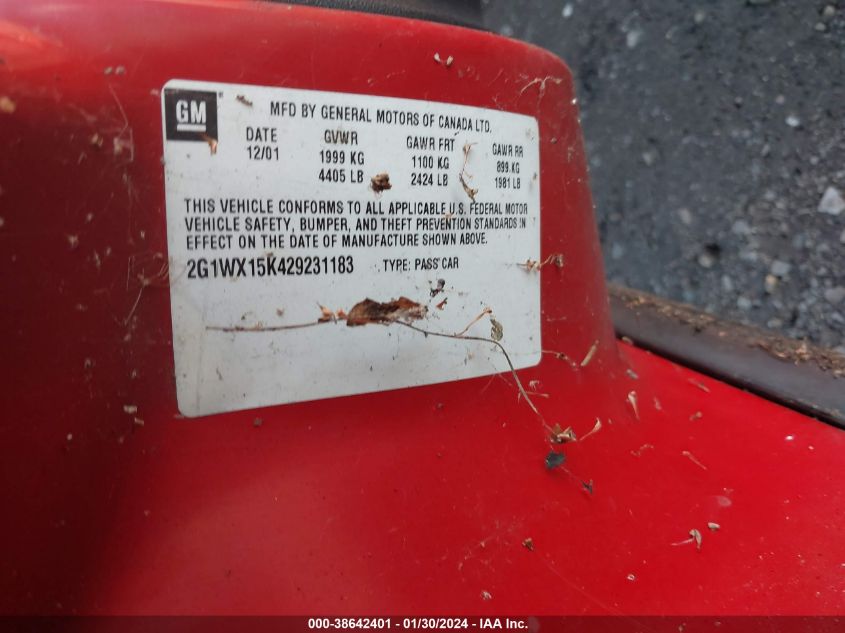 GM
MFD BY GENERAL MOTORS OF CANADA LTD.
DATE GVWR GAWR FRT GAWR RR
12/01 1999 KG 1100 KG 899 KG
4405 LB 2424 LB 1981 LB
THIS VEHICLE CONFORMS TO ALL APPLICABLE U.S. FEDERAL MOTOR
VEHICLE SAFETY, BUMPER, AND THEFT PREVENTION STANDARDS IN
EFFECT ON THE DATE OF MANUFACTURE SHOWN ABOVE.
2G1WX15K429231183 TYPE: PASS CAR
000-38642401 - 01/30/2024 - IAA Inc.